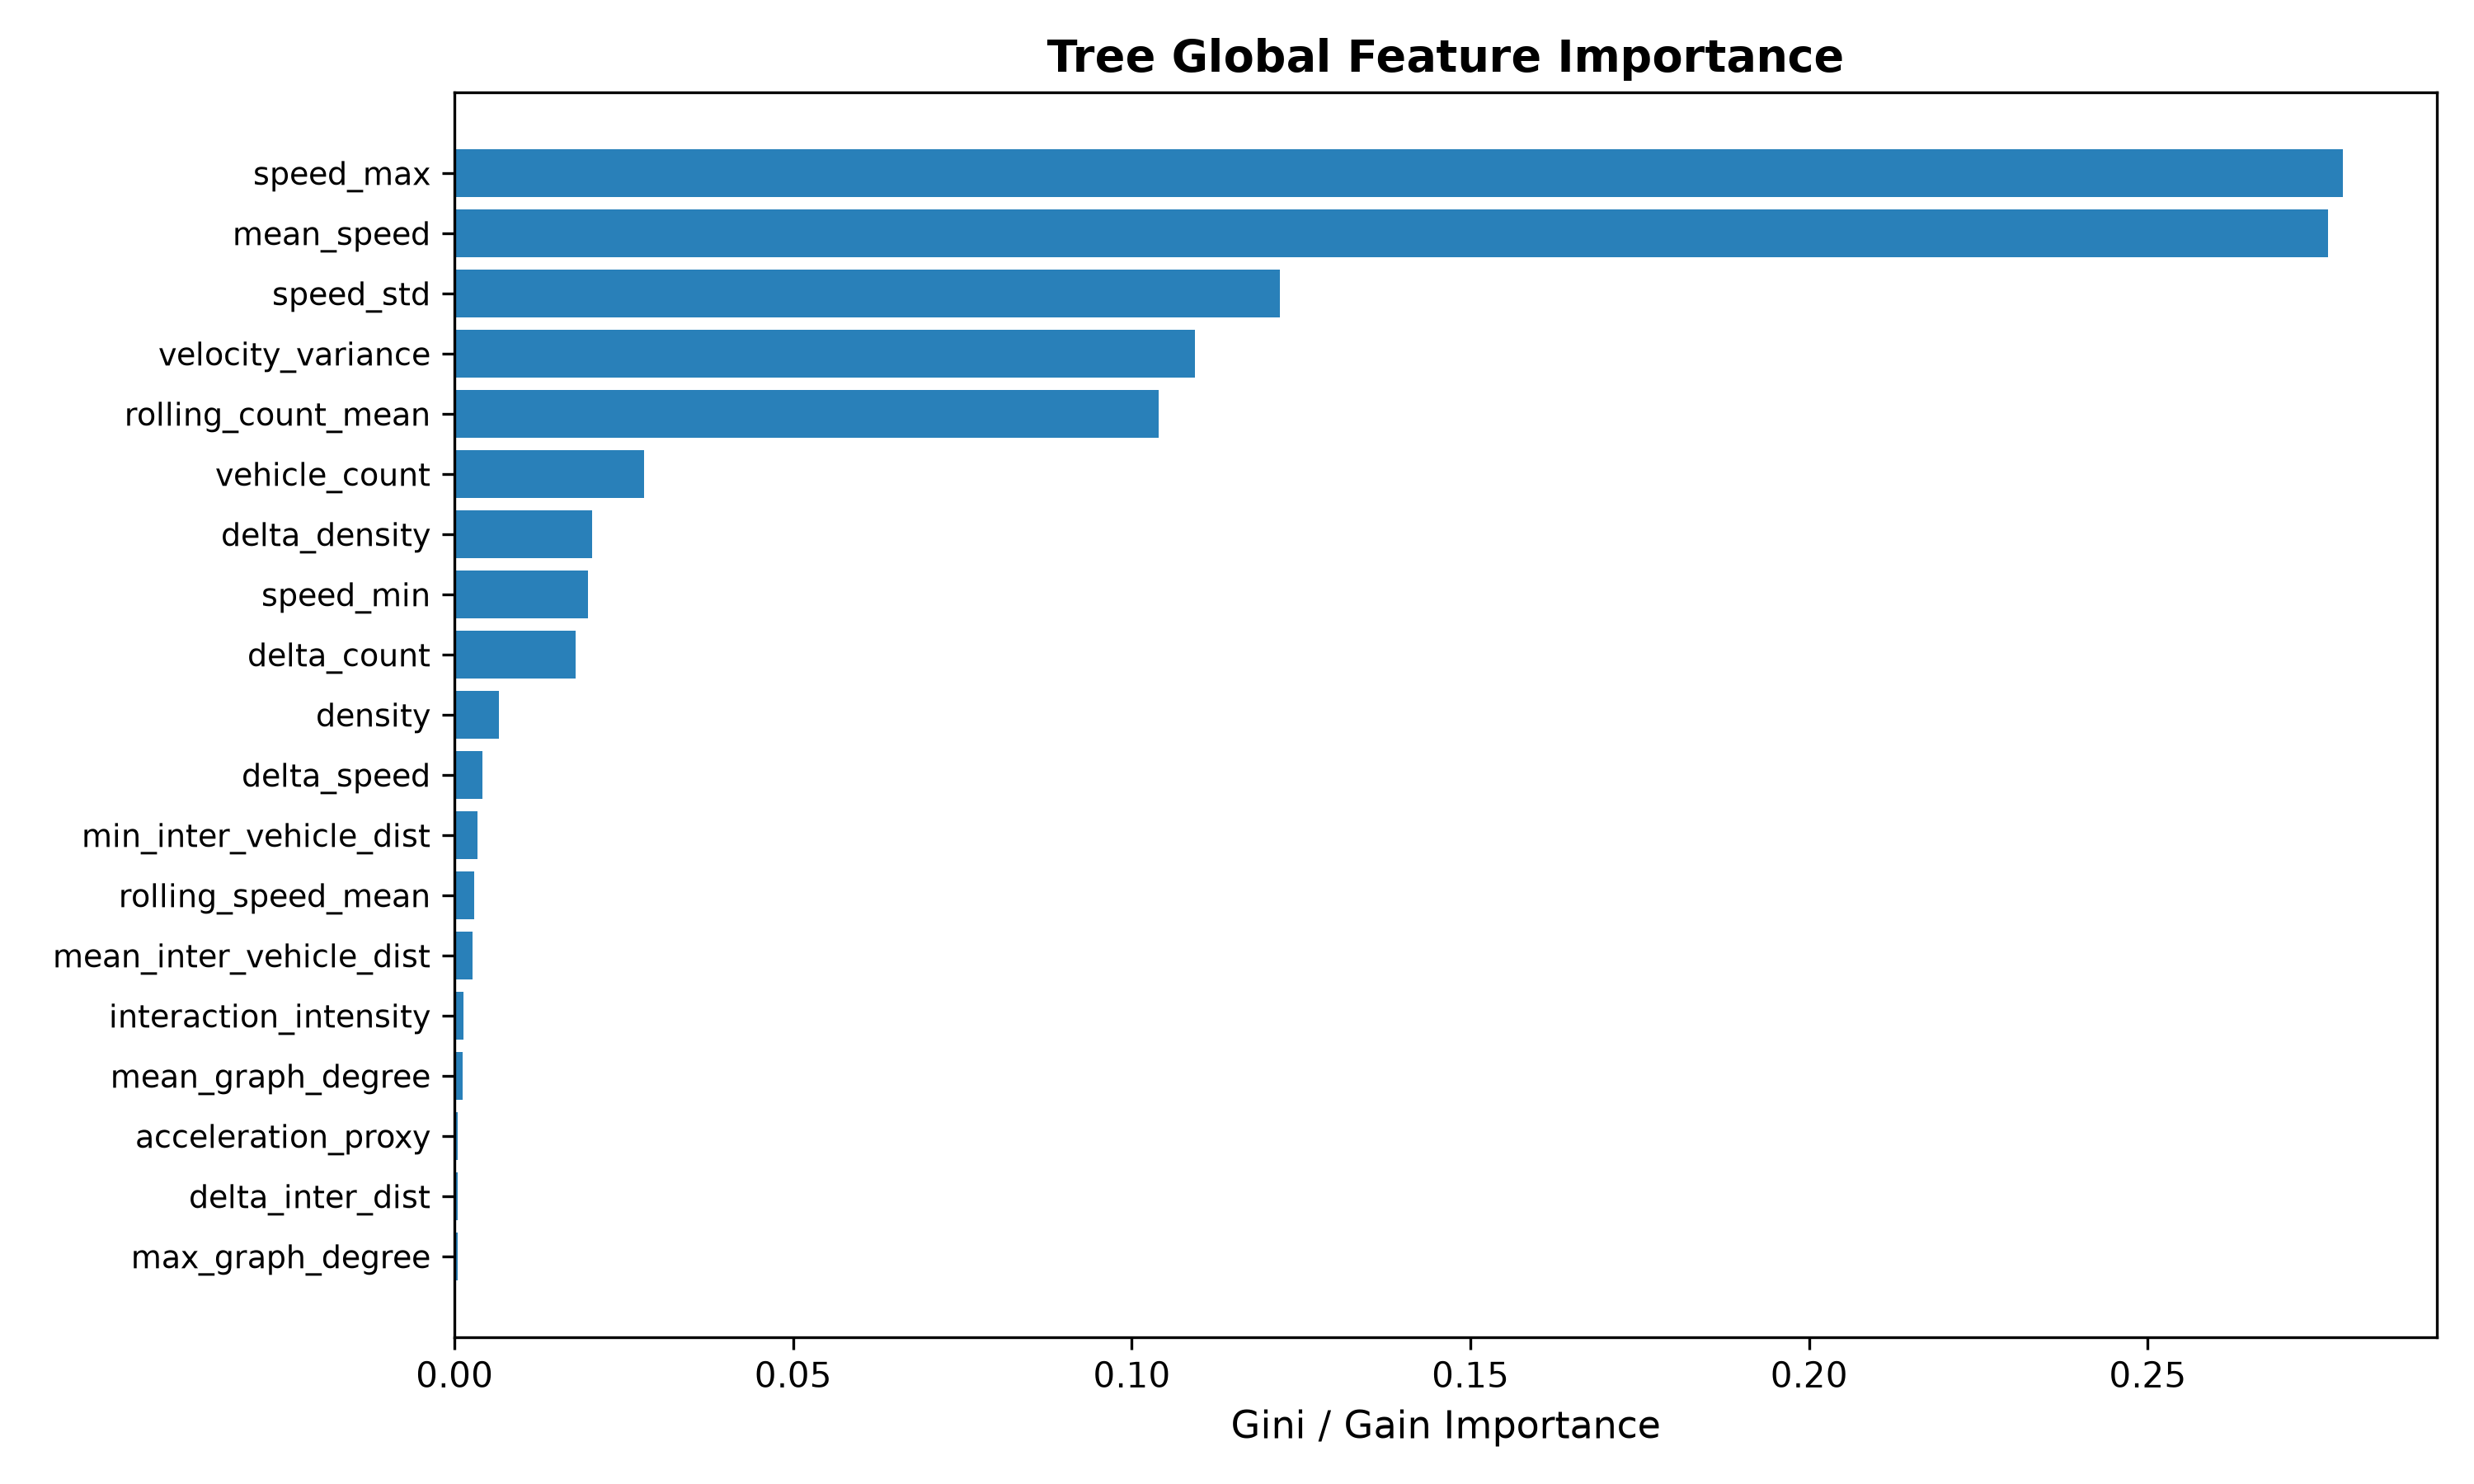 Tree Global Feature Importance
speed_max
mean_speed
speed_std
velocity_variance
rolling_count_mean
vehicle_count
delta_density
speed_min
delta_count
density
delta_speed
min_inter_vehicle_dist
rolling_speed_mean
mean_inter_vehicle_dist
interaction_intensity
mean_graph_degree
acceleration_proxy
delta_inter_dist
max_graph_degree
0.00 0.05 0.10 0.15 0.20 0.25
Gini / Gain Importance